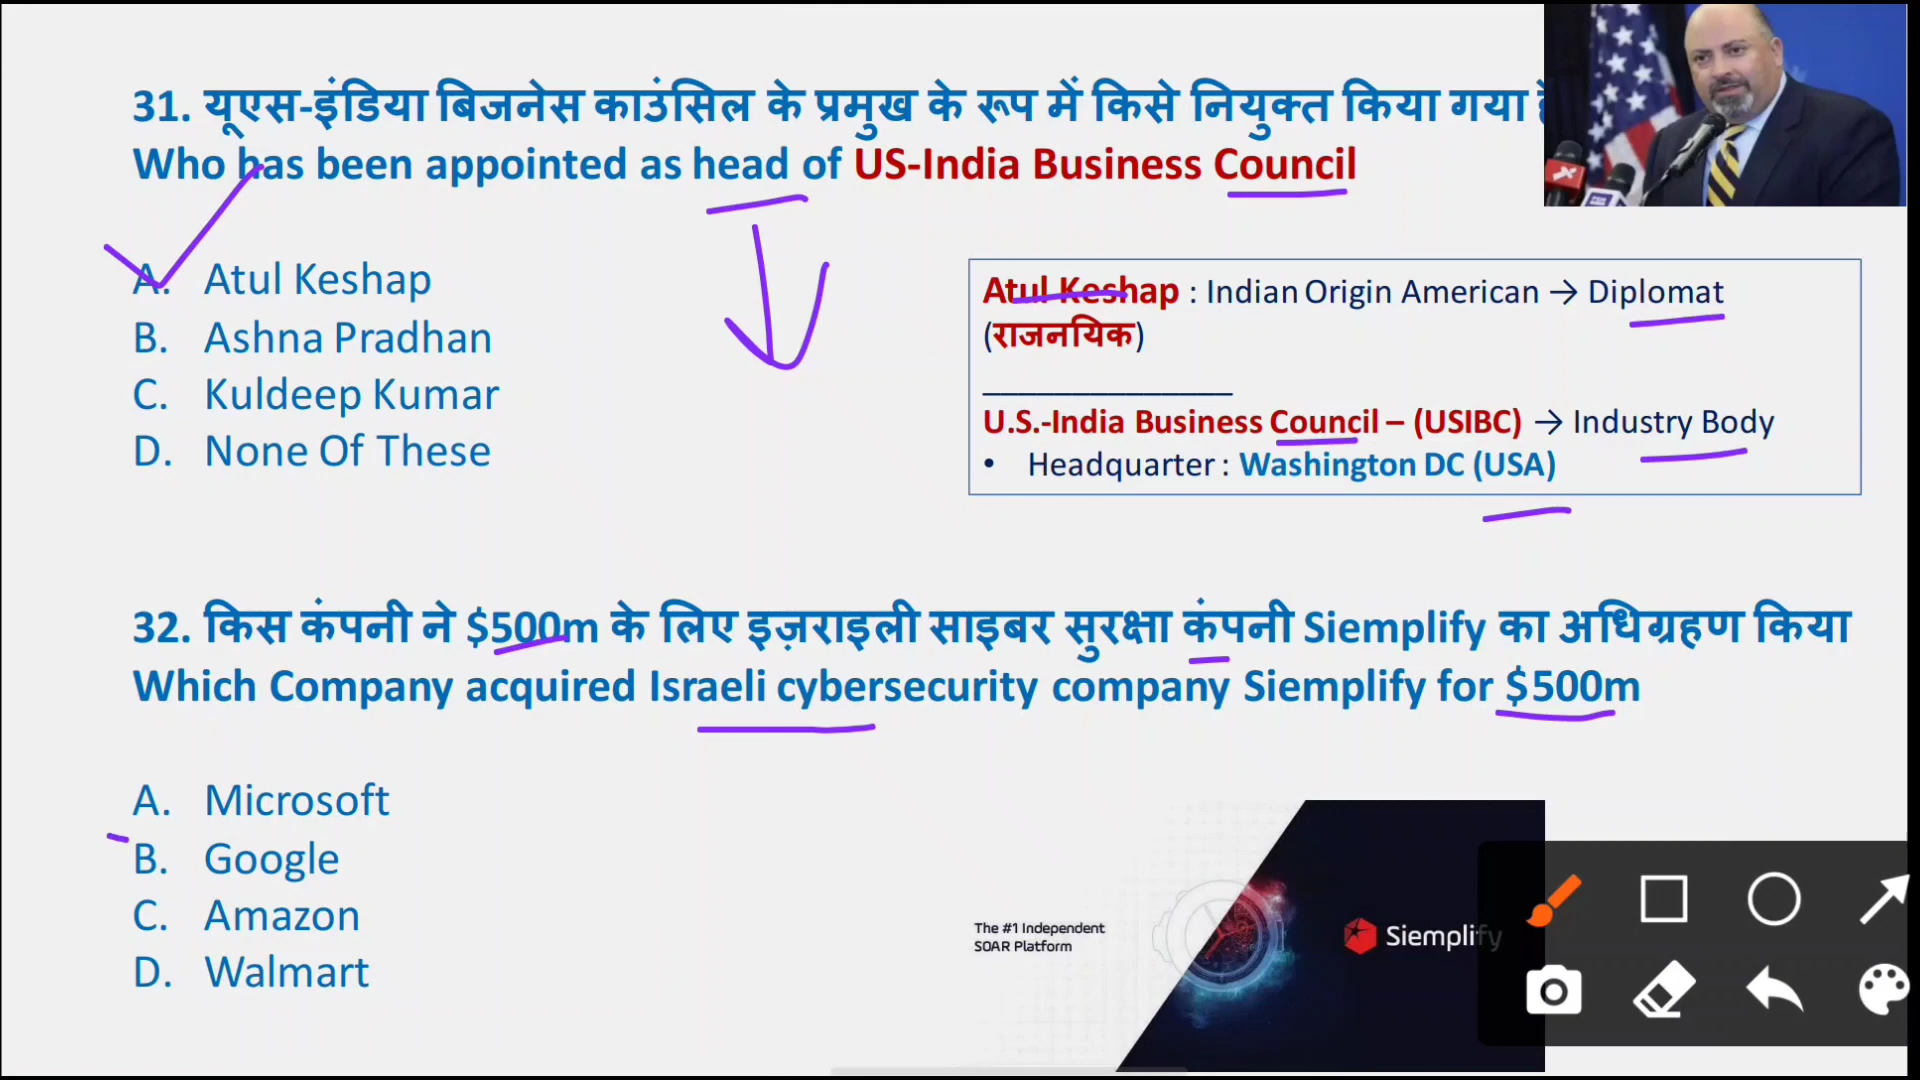 31. यूएस-इंडिया बिजनेस काउंसिल के प्रमुख के रूप में किसे नियुक्त किया गया
Who has been appointed as head of US-India Business Council
A. Atul Keshap
B. Ashna Pradhan
C. Kuldeep Kumar
D. None Of These
Atul Keshap : Indian Origin American → Diplomat
(राजनयिक)
U.S.-India Business Council – (USIBC) → Industry Body
• Headquarter : Washington DC (USA)
32. किस कंपनी ने $500m के लिए इज़राइली साइबर सुरक्षा कंपनी Siemplify का अधिग्रहण किया
Which Company acquired Israeli cybersecurity company Siemplify for $500m
A. Microsoft
B. Google
C. Amazon
D. Walmart
The #1 Independent
SOAR Platform
Siemplify